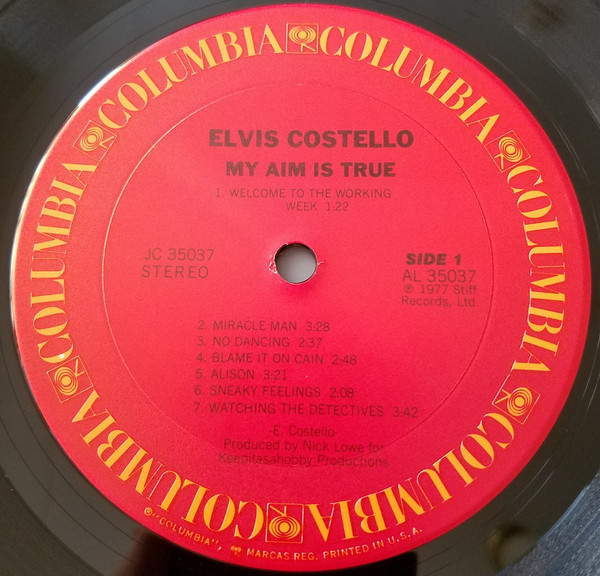 COLUMBIA COLUMBIA COLUMBIA COLUMBIA COLUMBIA COLUMBIA
ELVIS COSTELLO
MY AIM IS TRUE
1. WELCOME TO THE WORKING
WEEK 1:22
JC 35037
STEREO
SIDE 1
AL 35037
℗ 1977 Stiff
Records, Ltd.
2. MIRACLE MAN 3:28
3. NO DANCING 2:37
4. BLAME IT ON CAIN 2:48
5. ALISON 3:21
6. SNEAKY FEELINGS 2:08
7. WATCHING THE DETECTIVES 3:42
-E. Costello-
Produced by Nick Lowe for
Keepitasahobby Productions
®"COLUMBIA", MARCAS REG. PRINTED IN U.S.A.